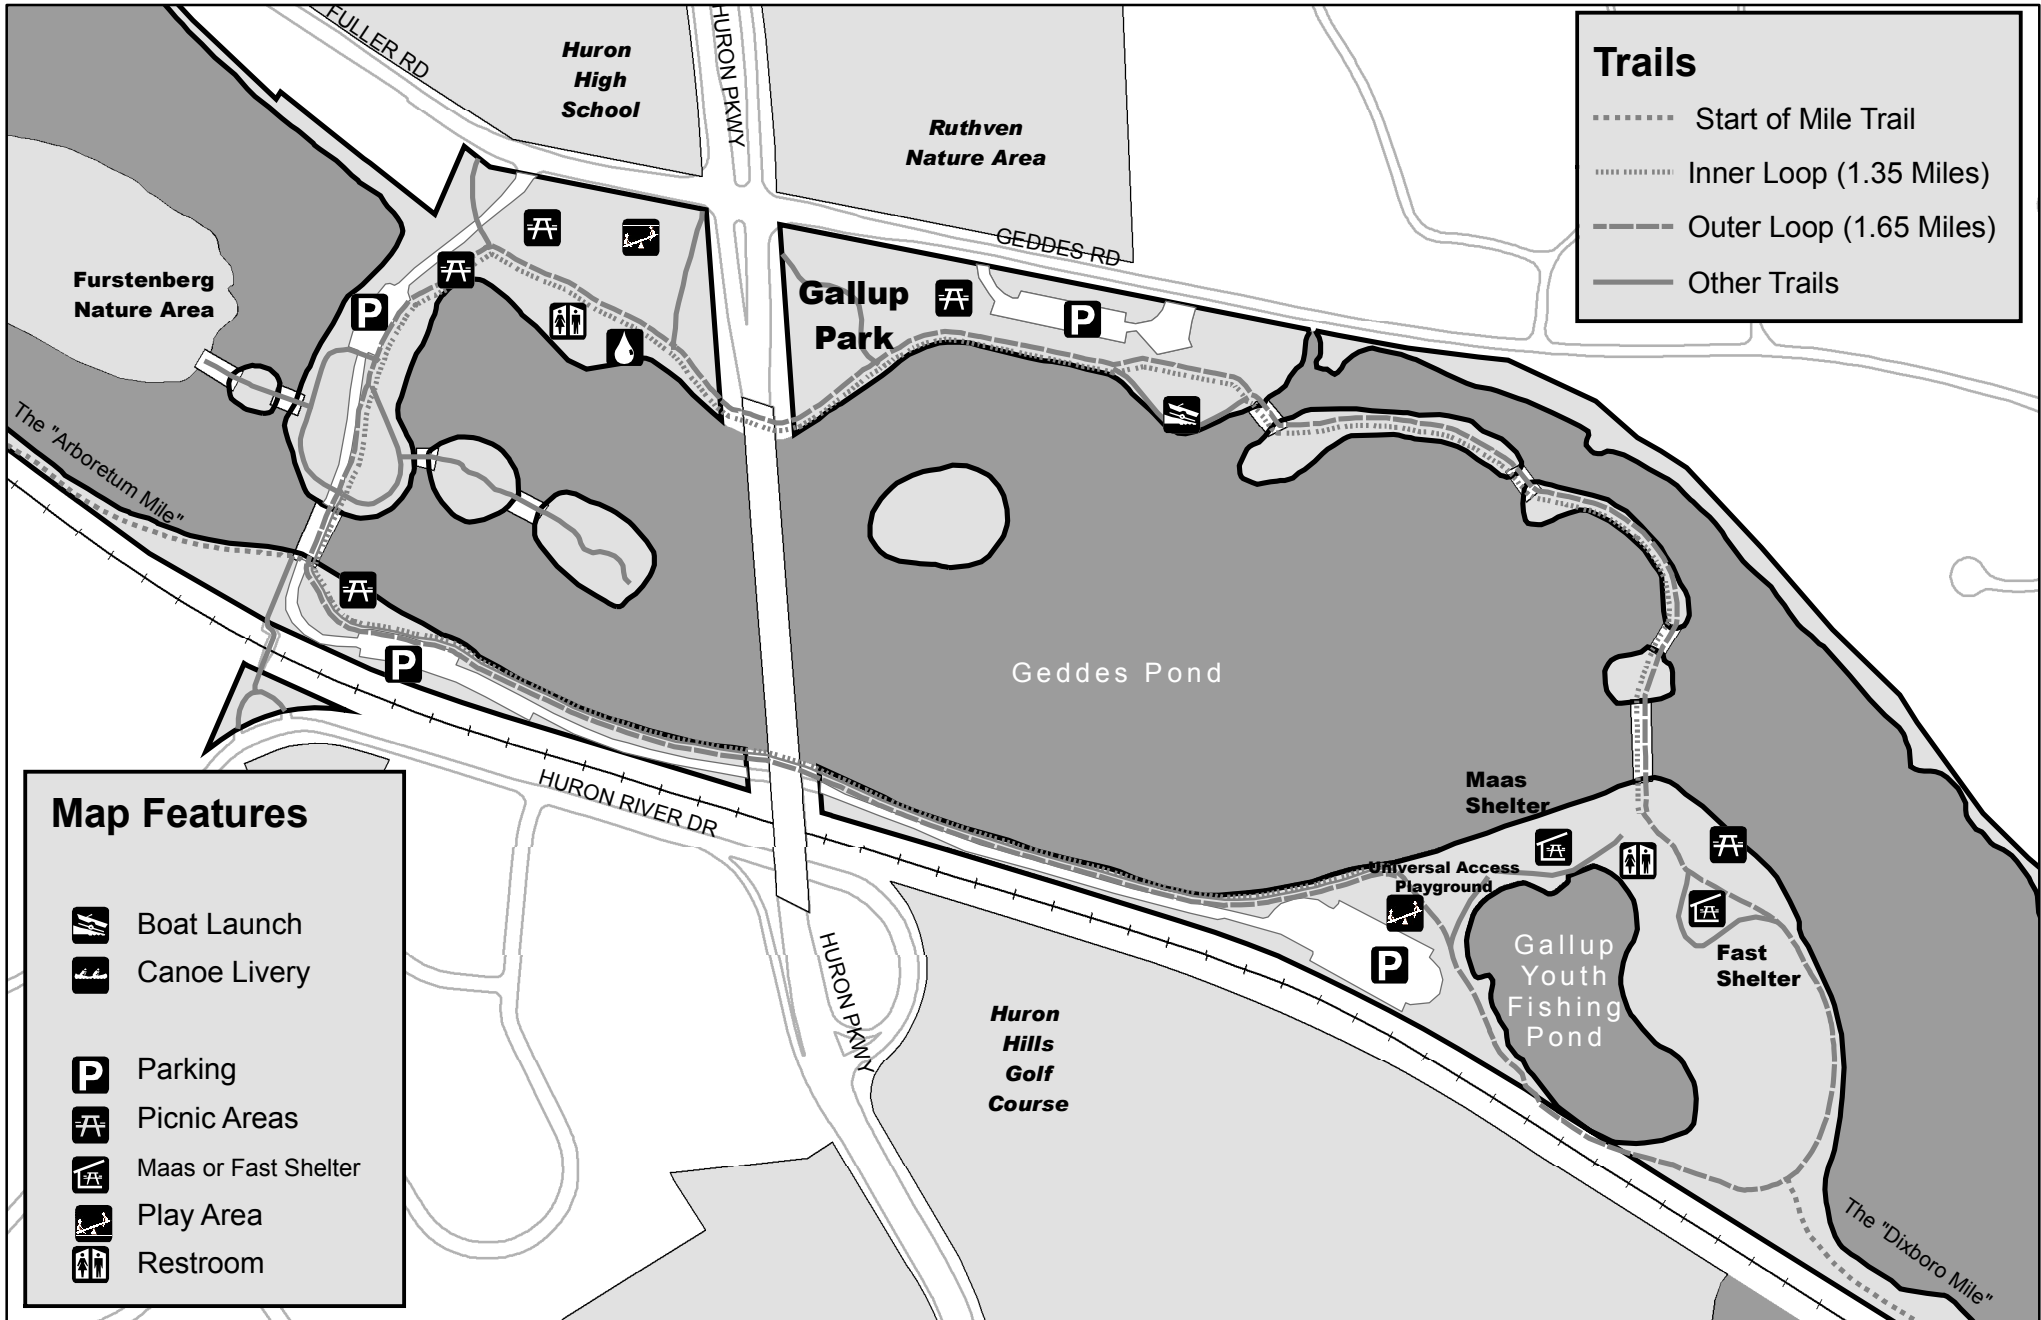 FULLER RD
Huron
High
School
HURON PKWY
Ruthven
Nature Area
GEDDES RD
Trails
Start of Mile Trail
Inner Loop (1.35 Miles)
Outer Loop (1.65 Miles)
Other Trails
Furstenberg
Nature Area
P
Gallup
Park
P
The "Arboretum Mile"
P
Geddes Pond
HURON RIVER DR
Maas
Shelter
Universal Access
Playground
P
Gallup
Youth
Fishing
Pond
Fast
Shelter
HURON PKWY
Huron
Hills
Golf
Course
The "Dixboro Mile"
Map Features
Boat Launch
Canoe Livery
P Parking
Picnic Areas
Maas or Fast Shelter
Play Area
Restroom